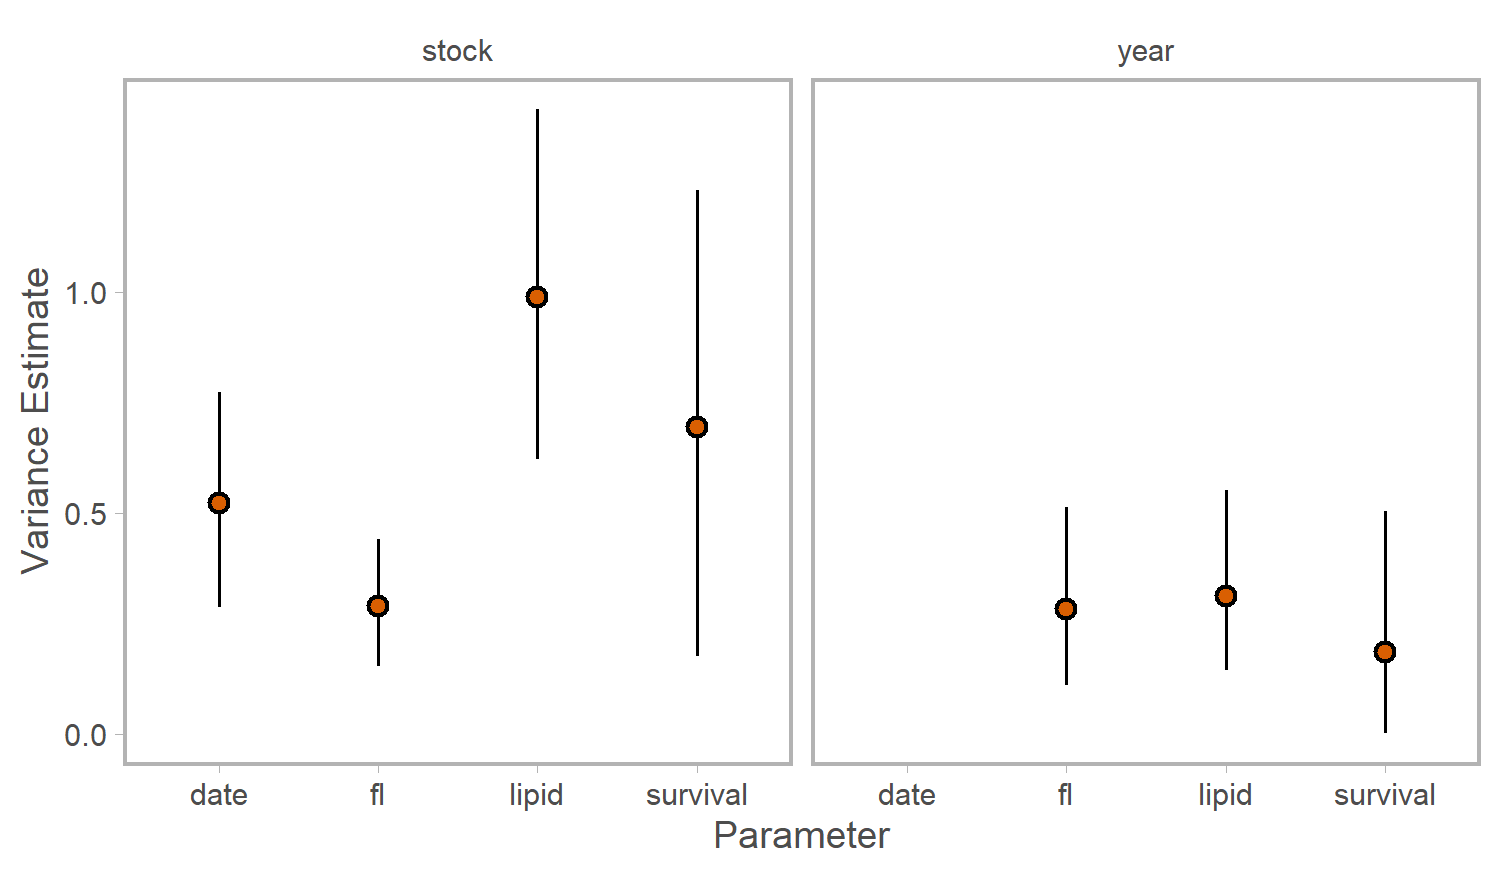 stock
year
Variance Estimate
1.0
0.5
0.0
date fl lipid survival
date fl lipid survival
Parameter